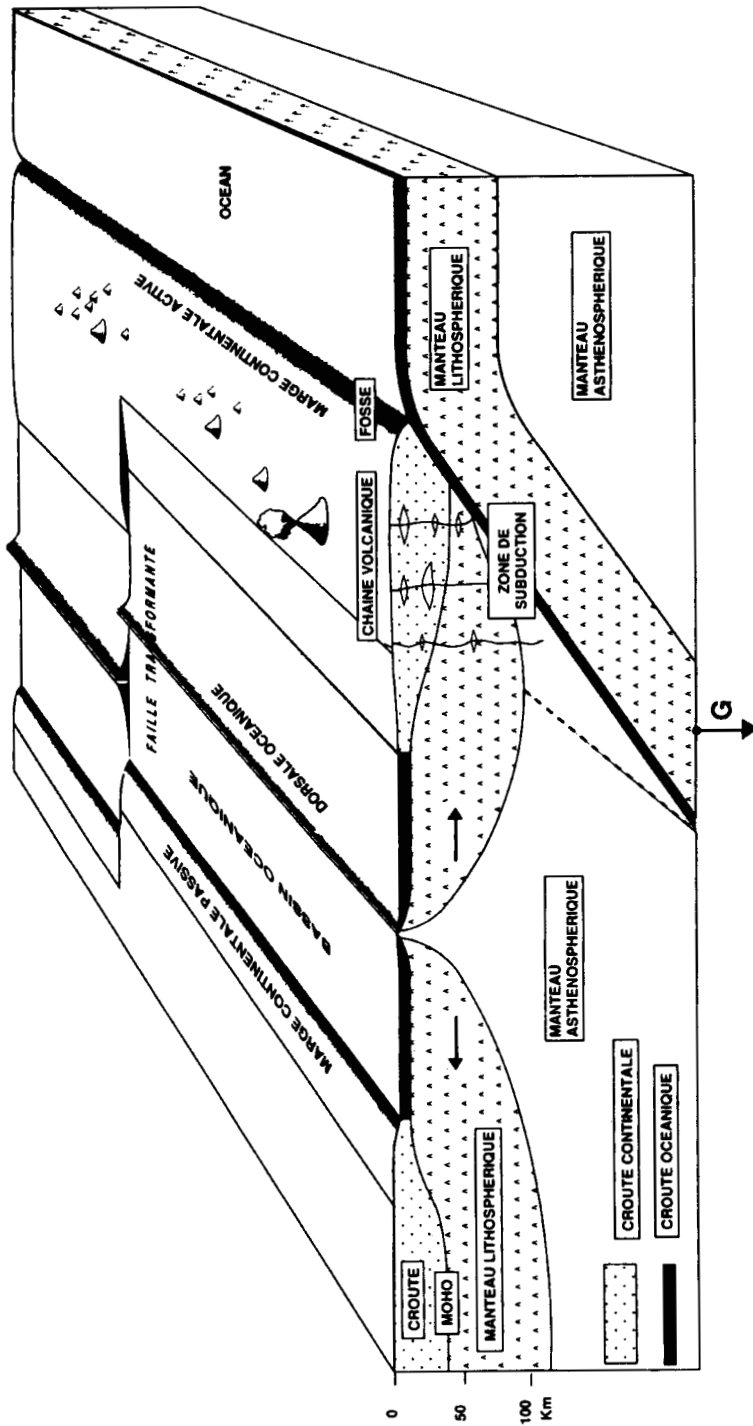 OCEAN
MARGE CONTINENTALE ACTIVE
FOSSE
CHAINE VOLCANIQUE
FAILLE TRANSFORMANTE
DORSALE OCEANIQUE
BASSIN OCEANIQUE
MARGE CONTINENTALE PASSIVE
MANTEAU
LITHOSPHERIQUE
MANTEAU
ASTHENOSPHERIQUE
ZONE DE
SUBDUCTION
G
MANTEAU
ASTHENOSPHERIQUE
CROUTE
MOHO
MANTEAU LITHOSPHERIQUE
CROUTE CONTINENTALE
CROUTE OCEANIQUE
0
50
100
Km